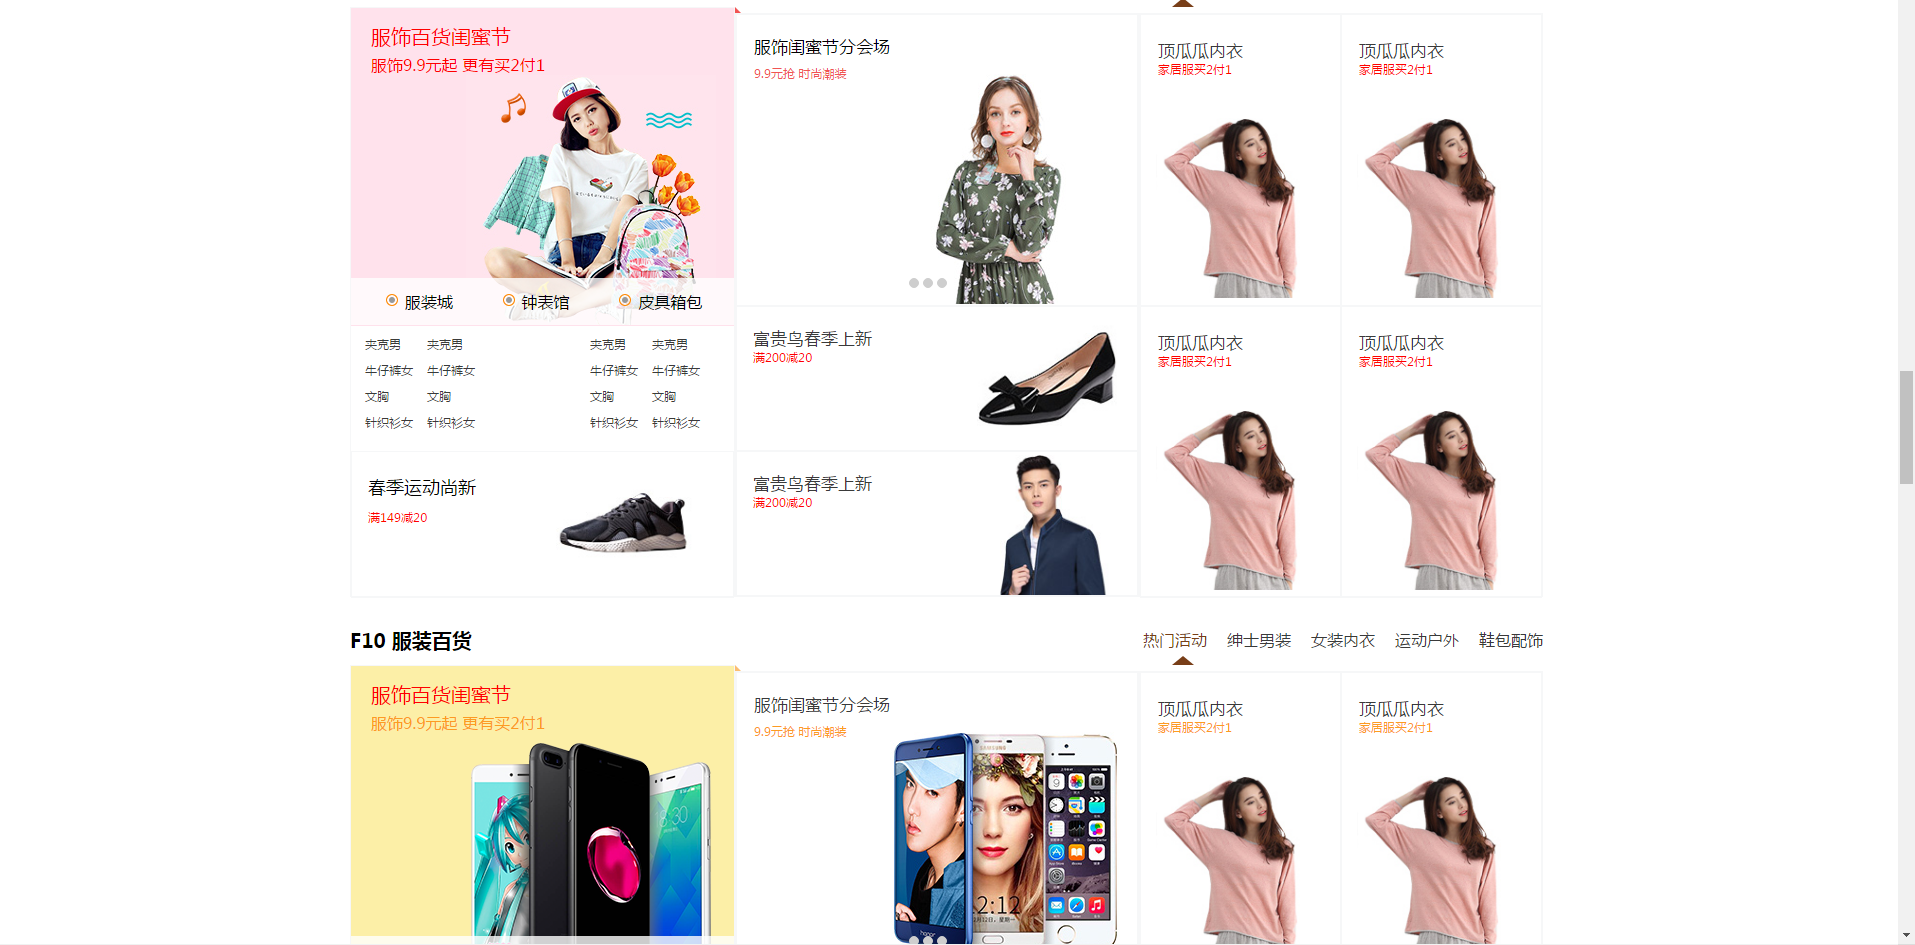 服饰百货闺蜜节
服饰9.9元起 更有买2付1
服装城 钟表馆 皮具箱包
夹克男 夹克男 夹克男 夹克男
牛仔裤女 牛仔裤女 牛仔裤女 牛仔裤女
文胸 文胸 文胸 文胸
针织衫女 针织衫女 针织衫女 针织衫女
春季运动尚新
满149减20
服饰闺蜜节分会场
9.9元抢 时尚潮装
富贵鸟春季上新
满200减20
富贵鸟春季上新
满200减20
顶瓜瓜内衣
家居服买2付1
顶瓜瓜内衣
家居服买2付1
顶瓜瓜内衣
家居服买2付1
顶瓜瓜内衣
家居服买2付1
F10 服装百货
热门活动 绅士男装 女装内衣 运动户外 鞋包配饰
服饰百货闺蜜节
服饰9.9元起 更有买2付1
服饰闺蜜节分会场
9.9元抢 时尚潮装
SAMSUNG
2:12
honor
顶瓜瓜内衣
家居服买2付1
顶瓜瓜内衣
家居服买2付1